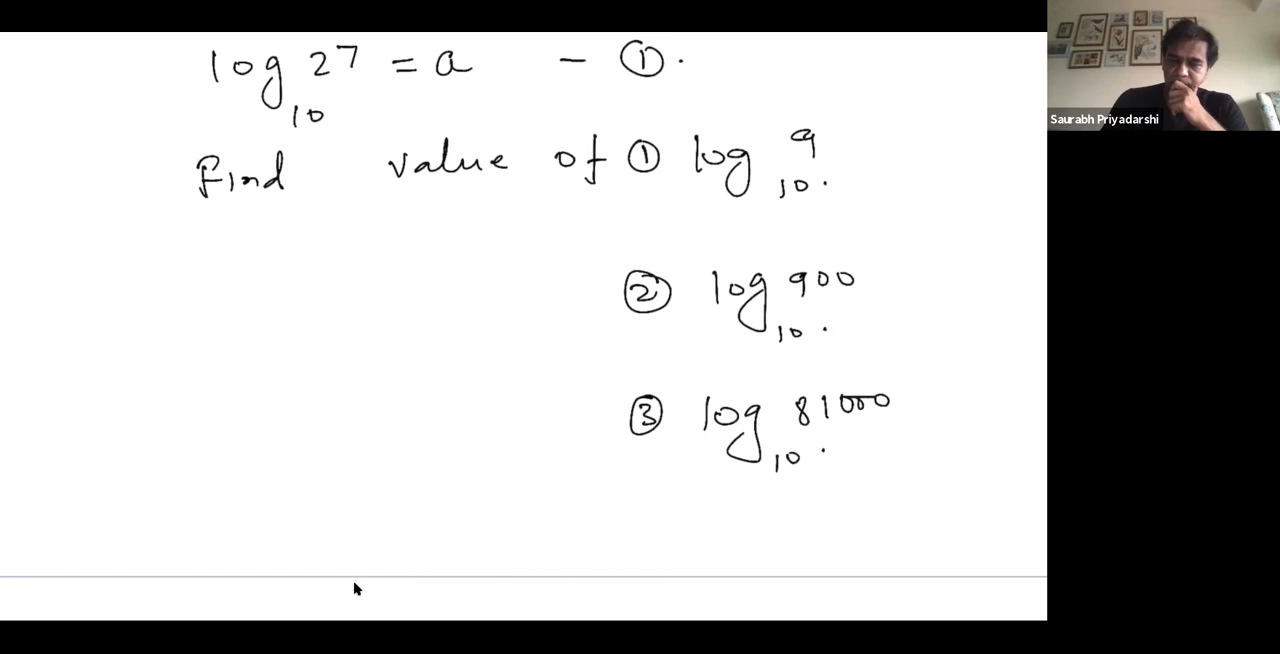 log₁₀ 27 = a — ①.
Find value of ① log₁₀ 9.
② log₁₀ 900.
③ log₁₀ 81000.
Saurabh Priyadarshi